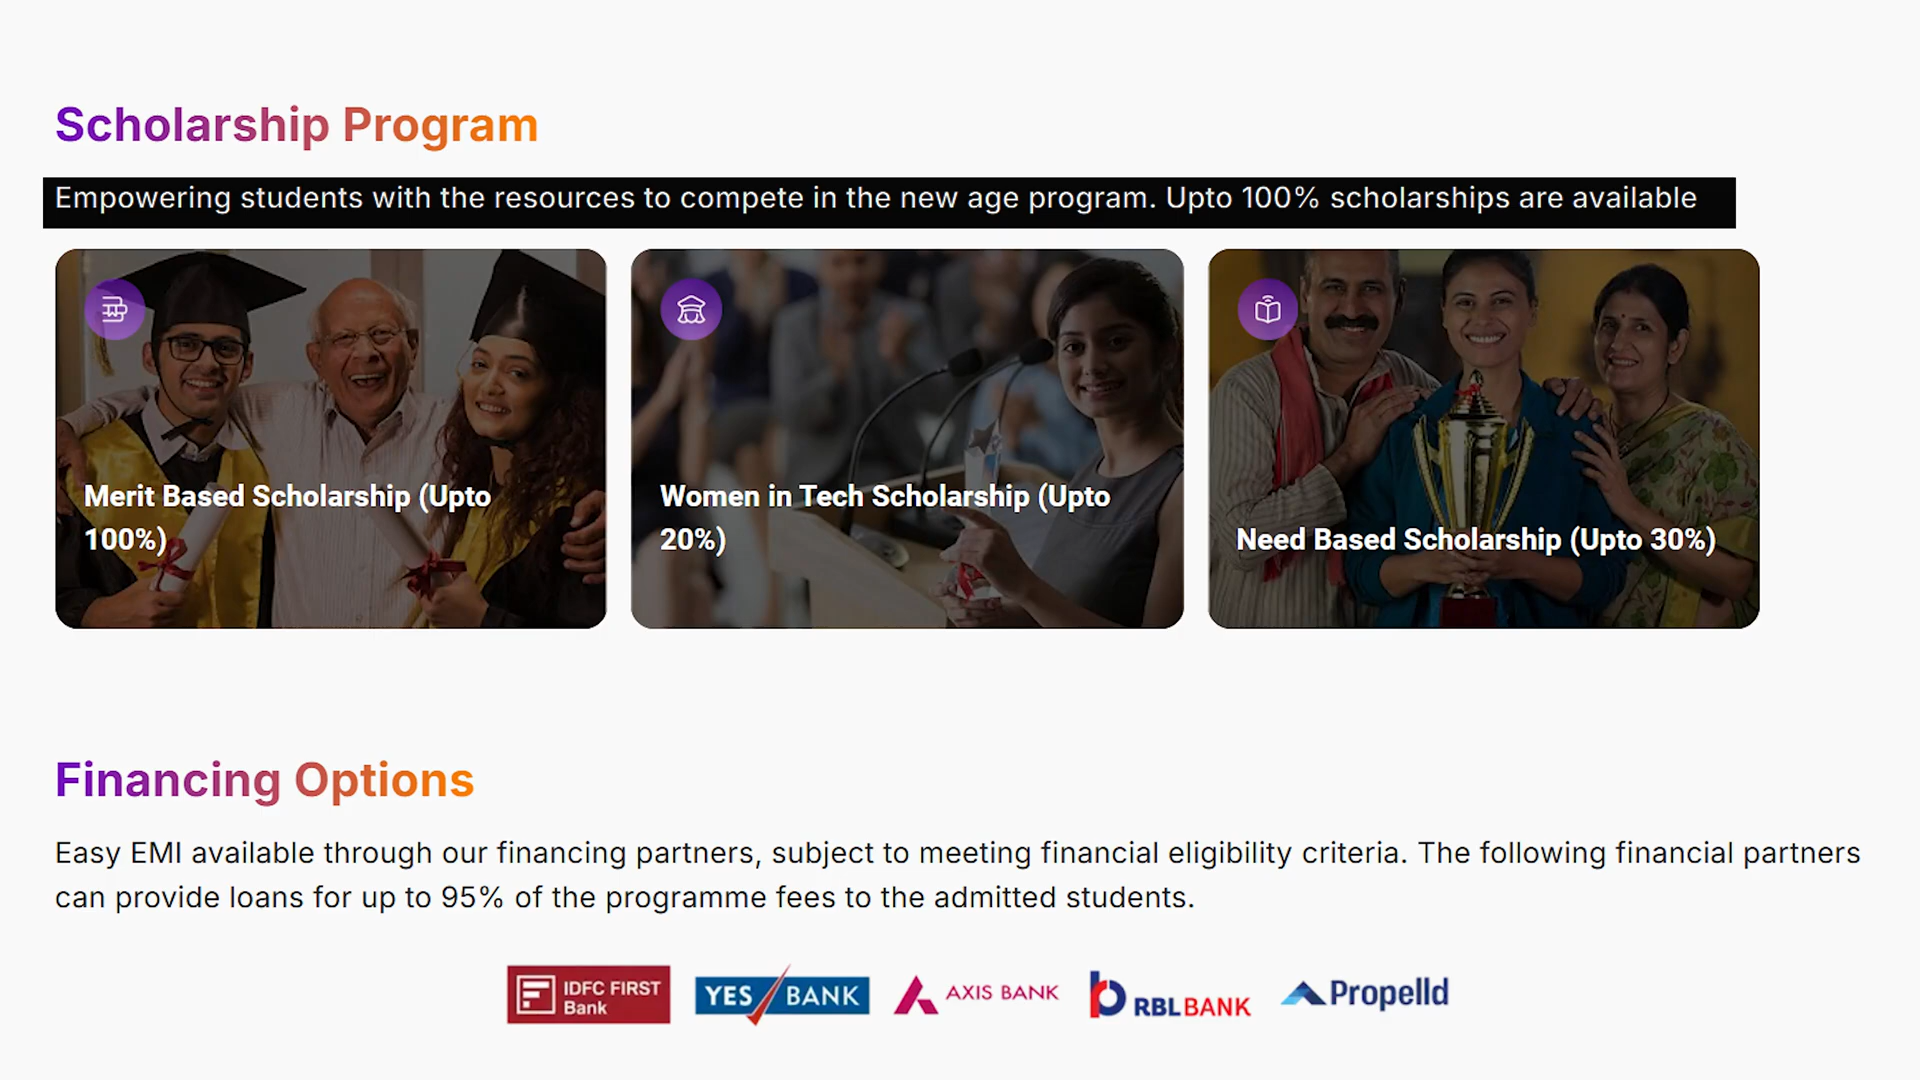 Scholarship Program
Empowering students with the resources to compete in the new age program. Upto 100% scholarships are available
Merit Based Scholarship (Upto
100%)
Women in Tech Scholarship (Upto
20%)
Need Based Scholarship (Upto 30%)
Financing Options
Easy EMI available through our financing partners, subject to meeting financial eligibility criteria. The following financial partners
can provide loans for up to 95% of the programme fees to the admitted students.
IDFC FIRST
Bank
YES BANK
AXIS BANK
RBL BANK
Propelld